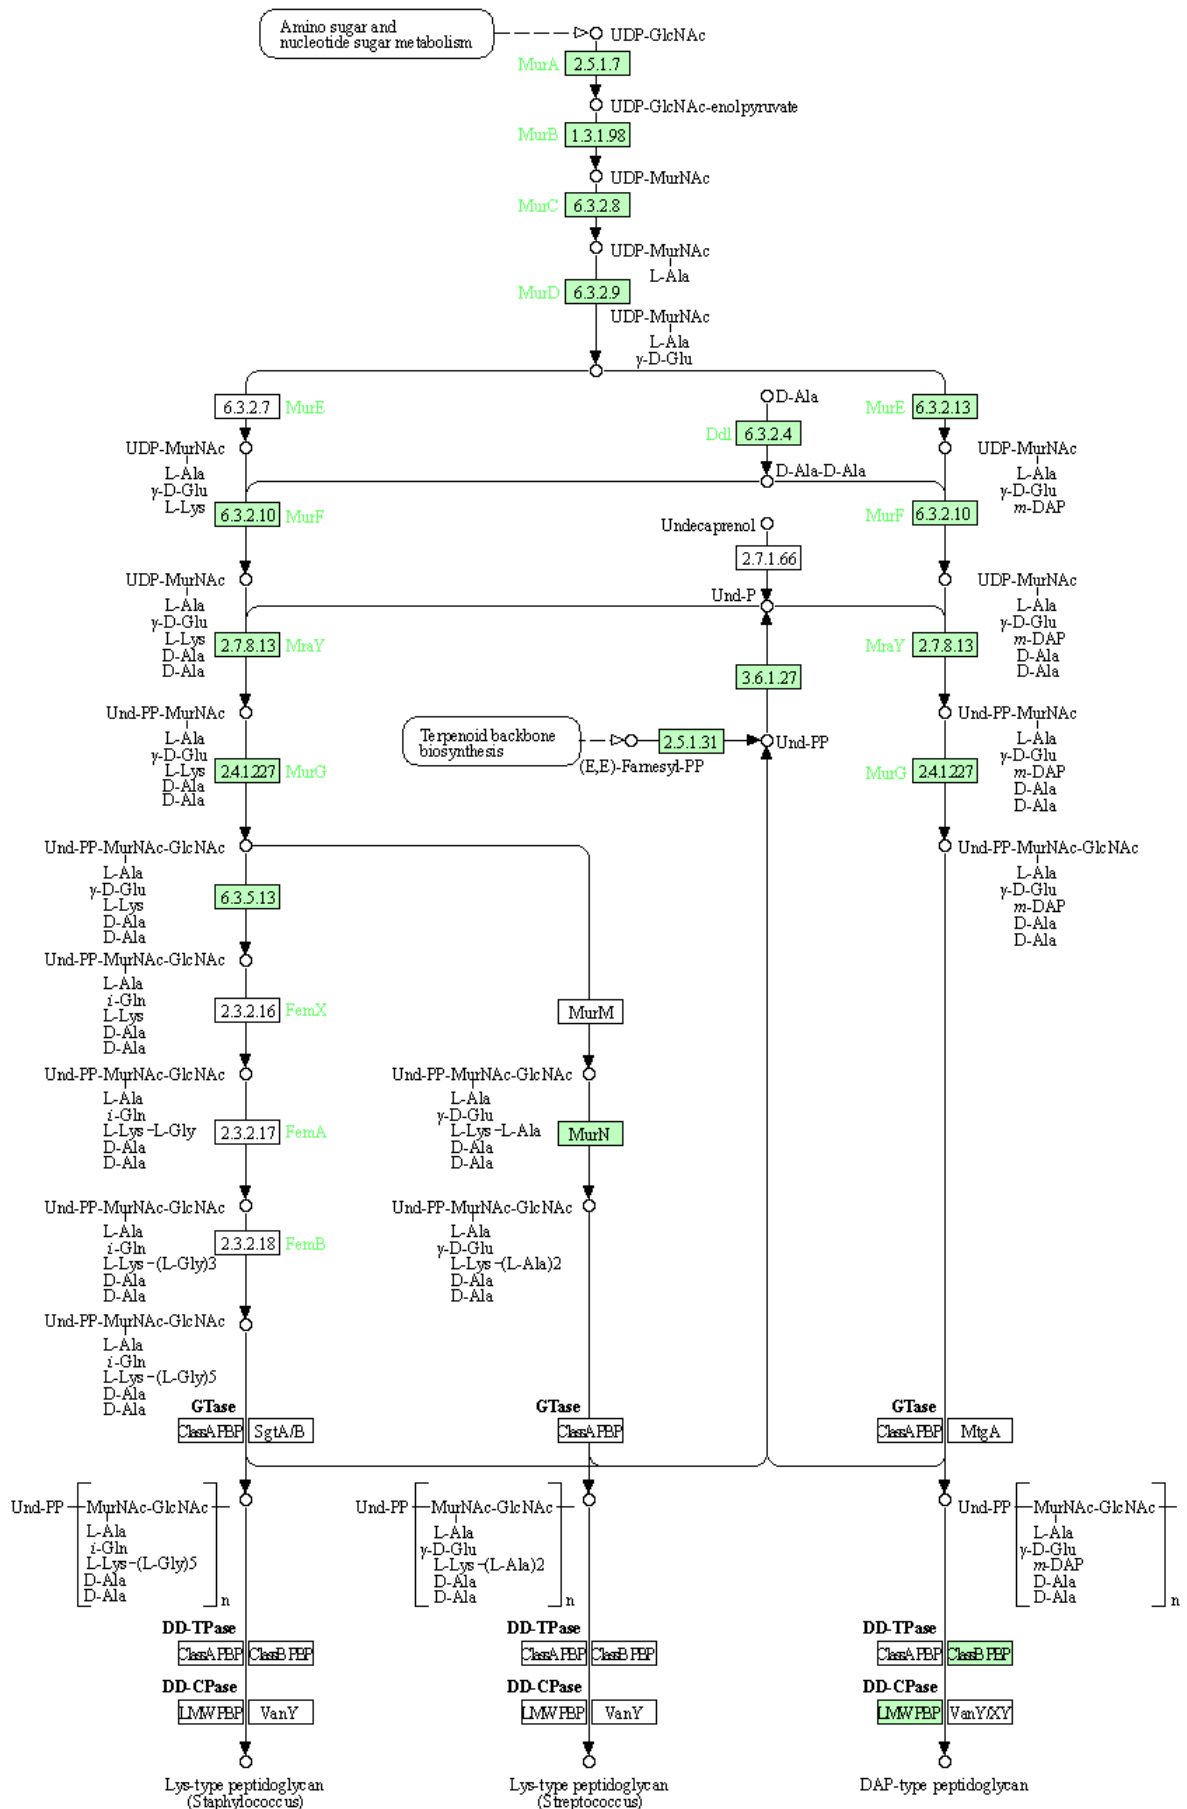 Amino sugar and
nucleotide sugar metabolism
UDP-GlcNAc
MurA 2.5.1.7
UDP-GlcNAc-enolpyruvate
MurB 1.3.1.98
UDP-MurNAc
MurC 6.3.2.8
UDP-MurNAc
L-Ala
MurD 6.3.2.9
UDP-MurNAc
L-Ala
γ-D-Glu
6.3.2.7 MurE
D-Ala
MurE 6.3.2.13
Ddl 6.3.2.4
UDP-MurNAc
L-Ala
γ-D-Glu
L-Lys
D-Ala-D-Ala
UDP-MurNAc
L-Ala
γ-D-Glu
m-DAP
6.3.2.10 MurF
MurF 6.3.2.10
Undecaprenol
2.7.1.66
Und-P
UDP-MurNAc
L-Ala
γ-D-Glu
L-Lys
D-Ala
D-Ala
2.7.8.13 MraY
UDP-MurNAc
L-Ala
γ-D-Glu
m-DAP
D-Ala
D-Ala
MraY 2.7.8.13
3.6.1.27
Terpenoid backbone
biosynthesis
2.5.1.31
Und-PP
(E,E)-Farnesyl-PP
Und-PP-MurNAc
L-Ala
γ-D-Glu
L-Lys
D-Ala
D-Ala
2.4.1.227 MurG
Und-PP-MurNAc
L-Ala
γ-D-Glu
m-DAP
D-Ala
D-Ala
MurG 2.4.1.227
Und-PP-MurNAc-GlcNAc
L-Ala
γ-D-Glu
L-Lys
D-Ala
D-Ala
6.3.5.13
Und-PP-MurNAc-GlcNAc
L-Ala
γ-D-Glu
m-DAP
D-Ala
D-Ala
Und-PP-MurNAc-GlcNAc
L-Ala
i-Gln
L-Lys
D-Ala
D-Ala
2.3.2.16 FemX
MurM
Und-PP-MurNAc-GlcNAc
L-Ala
i-Gln
L-Lys-L-Gly
D-Ala
D-Ala
2.3.2.17 FemA
Und-PP-MurNAc-GlcNAc
L-Ala
γ-D-Glu
L-Lys-L-Ala
D-Ala
D-Ala
MurN
Und-PP-MurNAc-GlcNAc
L-Ala
i-Gln
L-Lys-(L-Gly)3
D-Ala
D-Ala
2.3.2.18 FemB
Und-PP-MurNAc-GlcNAc
L-Ala
γ-D-Glu
L-Lys-(L-Ala)2
D-Ala
D-Ala
Und-PP-MurNAc-GlcNAc
L-Ala
i-Gln
L-Lys-(L-Gly)5
D-Ala
D-Ala
GTase
ClassA PBP SgtA/B
GTase
ClassA PBP
GTase
ClassA PBP MtgA
Und-PP MurNAc-GlcNAc
L-Ala
i-Gln
L-Lys-(L-Gly)5
D-Ala
D-Ala
n
Und-PP MurNAc-GlcNAc
L-Ala
γ-D-Glu
L-Lys-(L-Ala)2
D-Ala
D-Ala
n
Und-PP MurNAc-GlcNAc
L-Ala
γ-D-Glu
m-DAP
D-Ala
D-Ala
n
DD-TPase
ClassA PBP ClassB PBP
DD-TPase
ClassA PBP ClassB PBP
DD-TPase
ClassA PBP ClassB PBP
DD-CPase
LMW PBP VanY
DD-CPase
LMW PBP VanY
DD-CPase
LMW PBP VanY/XY
Lys-type peptidoglycan
(Staphylococcus)
Lys-type peptidoglycan
(Streptococcus)
DAP-type peptidoglycan